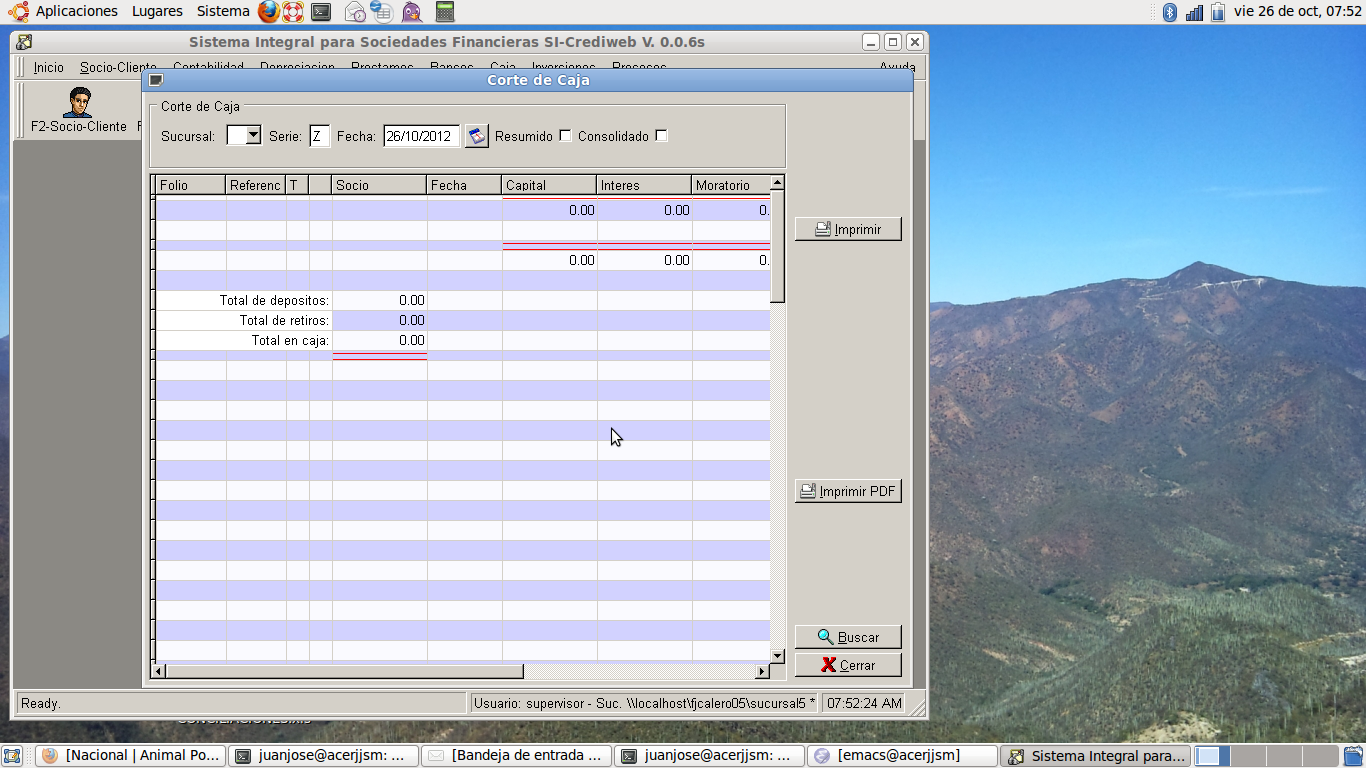 Aplicaciones Lugares Sistema vie 26 de oct, 07:52
Sistema Integral para Sociedades Financieras SI-Crediweb V. 0.0.6s
Inicio Socio-Cliente Contabilidad Depreciacion Prestamos Bancos Caja Inversiones Procesos Ayuda
Corte de Caja
F2-Socio-Cliente
Corte de Caja
Sucursal: Serie: Z Fecha: 26/10/2012 Resumido Consolidado
Folio Referenc T Socio Fecha Capital Interes Moratorio
0.00 0.00 0.
Imprimir
0.00 0.00 0.
Total de depositos: 0.00
Total de retiros: 0.00
Total en caja: 0.00
Imprimir PDF
Buscar
Cerrar
Ready. Usuario: supervisor - Suc. \\localhost\fjcalero05\sucursal5 * 07:52:24 AM
[Nacional | Animal Po... juanjose@acerjjsm: ... [Bandeja de entrada ... juanjose@acerjjsm: ... [emacs@acerjjsm] Sistema Integral para...